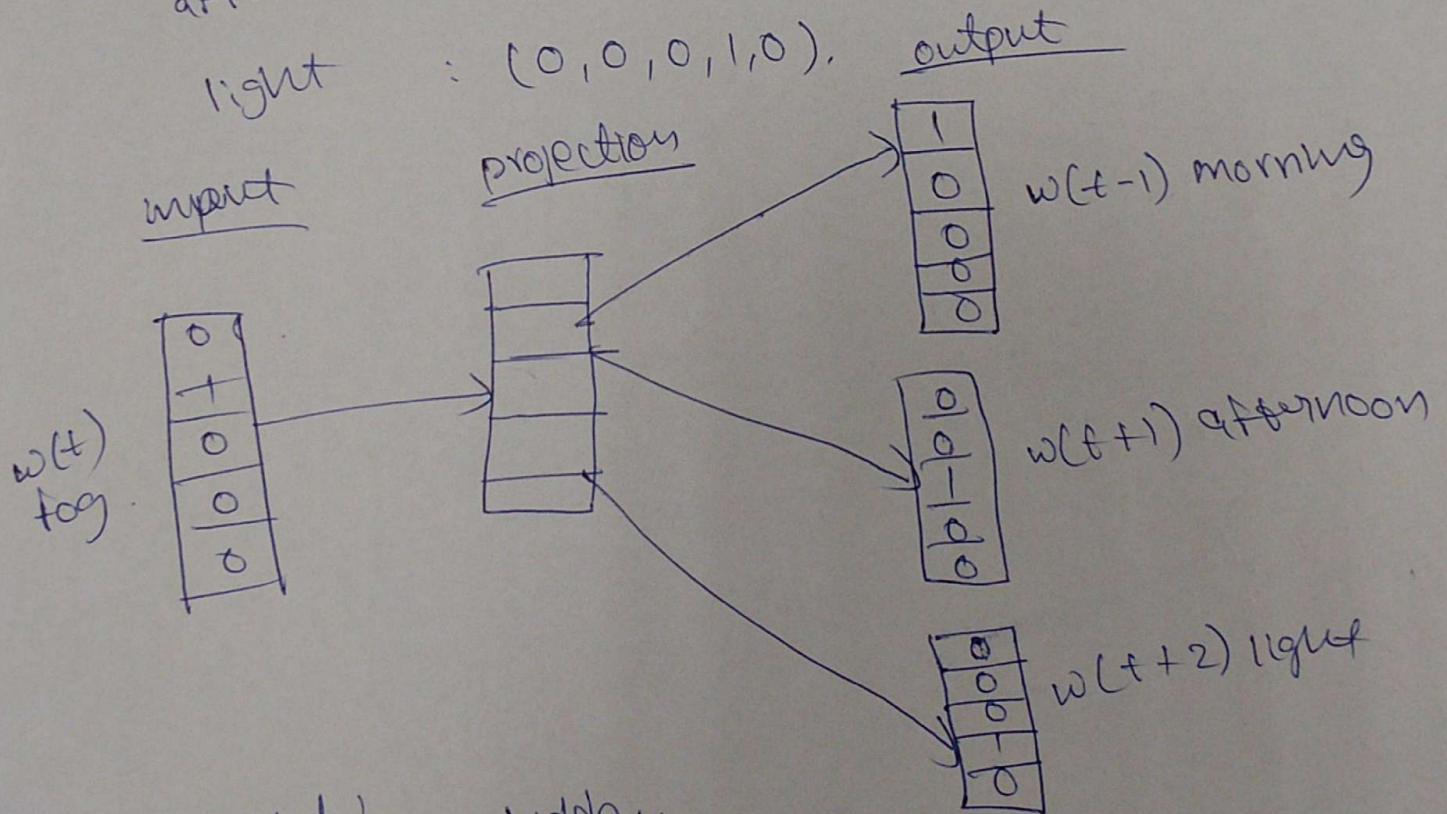 light : (0,0,0,1,0).
output
projection
input
1
0
0
0
0
w(t-1) morning
0
1
0
0
0
w(t)
fog
0
0
1
0
0
w(t+1) afternoon
0
0
0
1
0
w(t+2) light